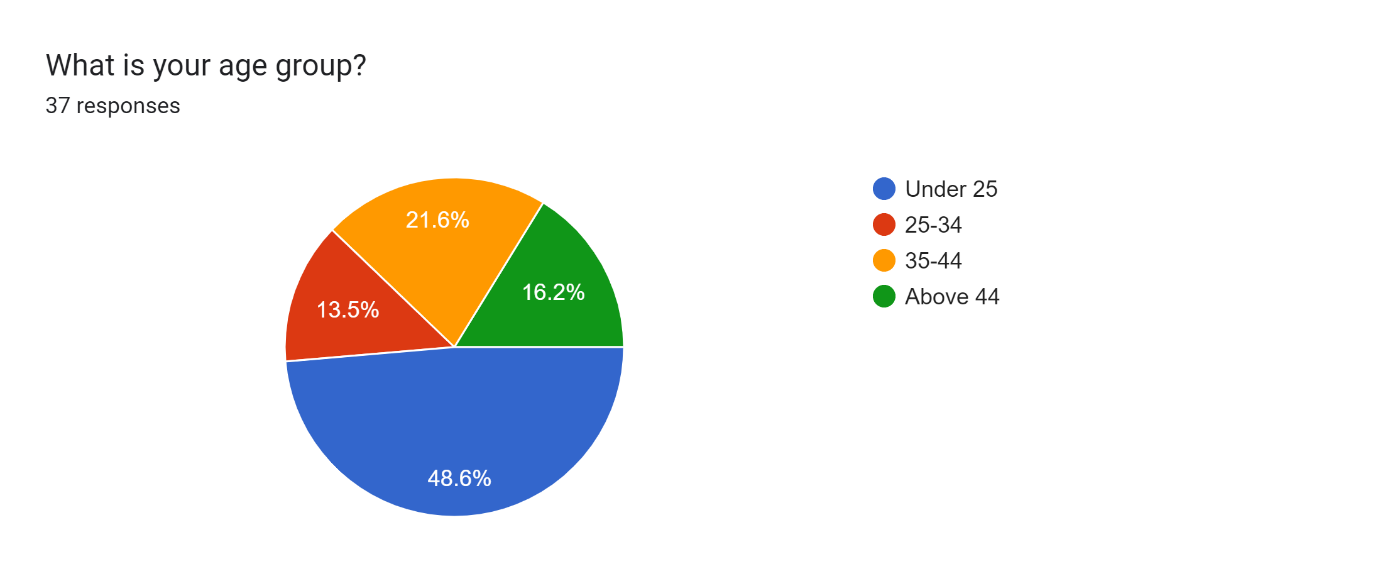 What is your age group?
37 responses
21.6%
16.2%
13.5%
48.6%
Under 25
25-34
35-44
Above 44